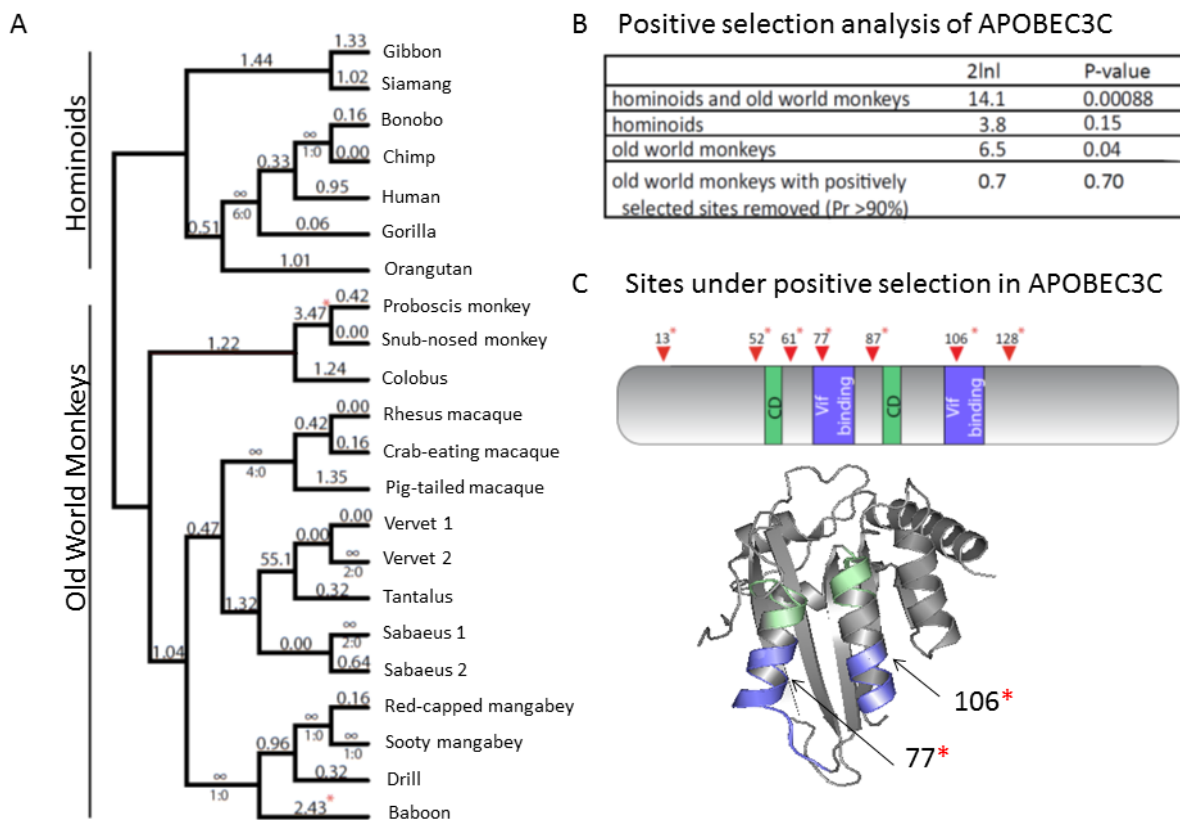 A
Hominoids
Old World Monkeys
1.33
Gibbon
1.44
1.02
Siamang
0.16
Bonobo
∞
1:0
0.00
Chimp
0.33
0.95
Human
∞
6:0
0.06
Gorilla
0.51
1.01
Orangutan
0.42
Proboscis monkey
3.47*
0.00
Snub-nosed monkey
1.22
1.24
Colobus
0.00
Rhesus macaque
0.42
0.16
Crab-eating macaque
∞
4:0
1.35
Pig-tailed macaque
0.47
0.00
Vervet 1
0.00
∞
2:0
Vervet 2
55.1
0.32
Tantalus
1.32
∞
2:0
Sabaeus 1
0.00
0.64
Sabaeus 2
1.04
0.16
Red-capped mangabey
∞
1:0
∞
1:0
Sooty mangabey
0.96
0.32
Drill
∞
1:0
2.43*
Baboon
B Positive selection analysis of APOBEC3C
2lnl P-value
hominoids and old world monkeys 14.1 0.00088
hominoids 3.8 0.15
old world monkeys 6.5 0.04
old world monkeys with positively 0.7 0.70
selected sites removed (Pr >90%)
C Sites under positive selection in APOBEC3C
13* 52* 61* 77* 87* 106* 128*
CD
Vif
binding
CD
Vif
binding
106*
77*